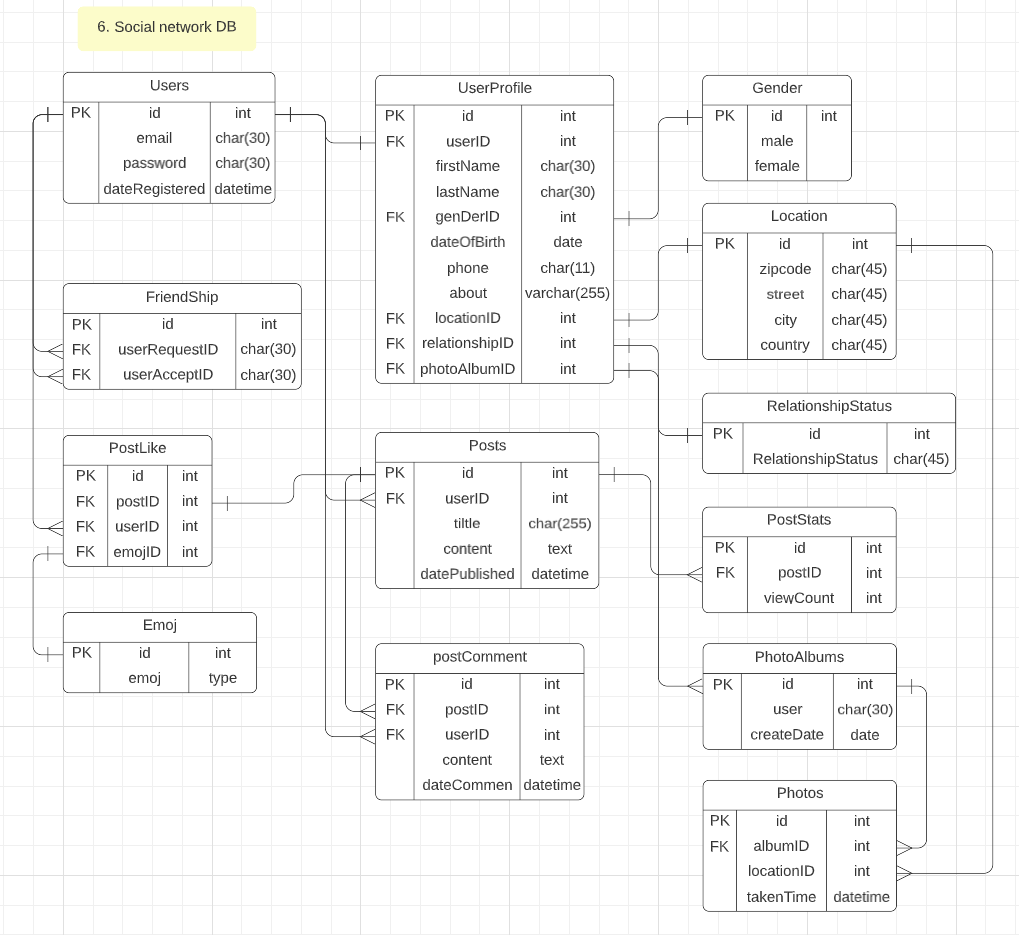 6. Social network DB
Users
PK id int
email char(30)
password char(30)
dateRegistered datetime
UserProfile
PK id int
FK userID int
firstName char(30)
lastName char(30)
FK genDerID int
dateOfBirth date
phone char(11)
about varchar(255)
FK locationID int
FK relationshipID int
FK photoAlbumID int
Gender
PK id int
male
female
Location
PK id int
zipcode char(45)
street char(45)
city char(45)
country char(45)
FriendShip
PK id int
FK userRequestID char(30)
FK userAcceptID char(30)
RelationshipStatus
PK id int
RelationshipStatus char(45)
PostLike
PK id int
FK postID int
FK userID int
FK emojID int
Posts
PK id int
FK userID int
tiltle char(255)
content text
datePublished datetime
PostStats
PK id int
FK postID int
viewCount int
Emoj
PK id int
emoj type
postComment
PK id int
FK postID int
FK userID int
content text
dateCommen datetime
PhotoAlbums
PK id int
user char(30)
createDate date
Photos
PK id int
FK albumID int
locationID int
takenTime datetime